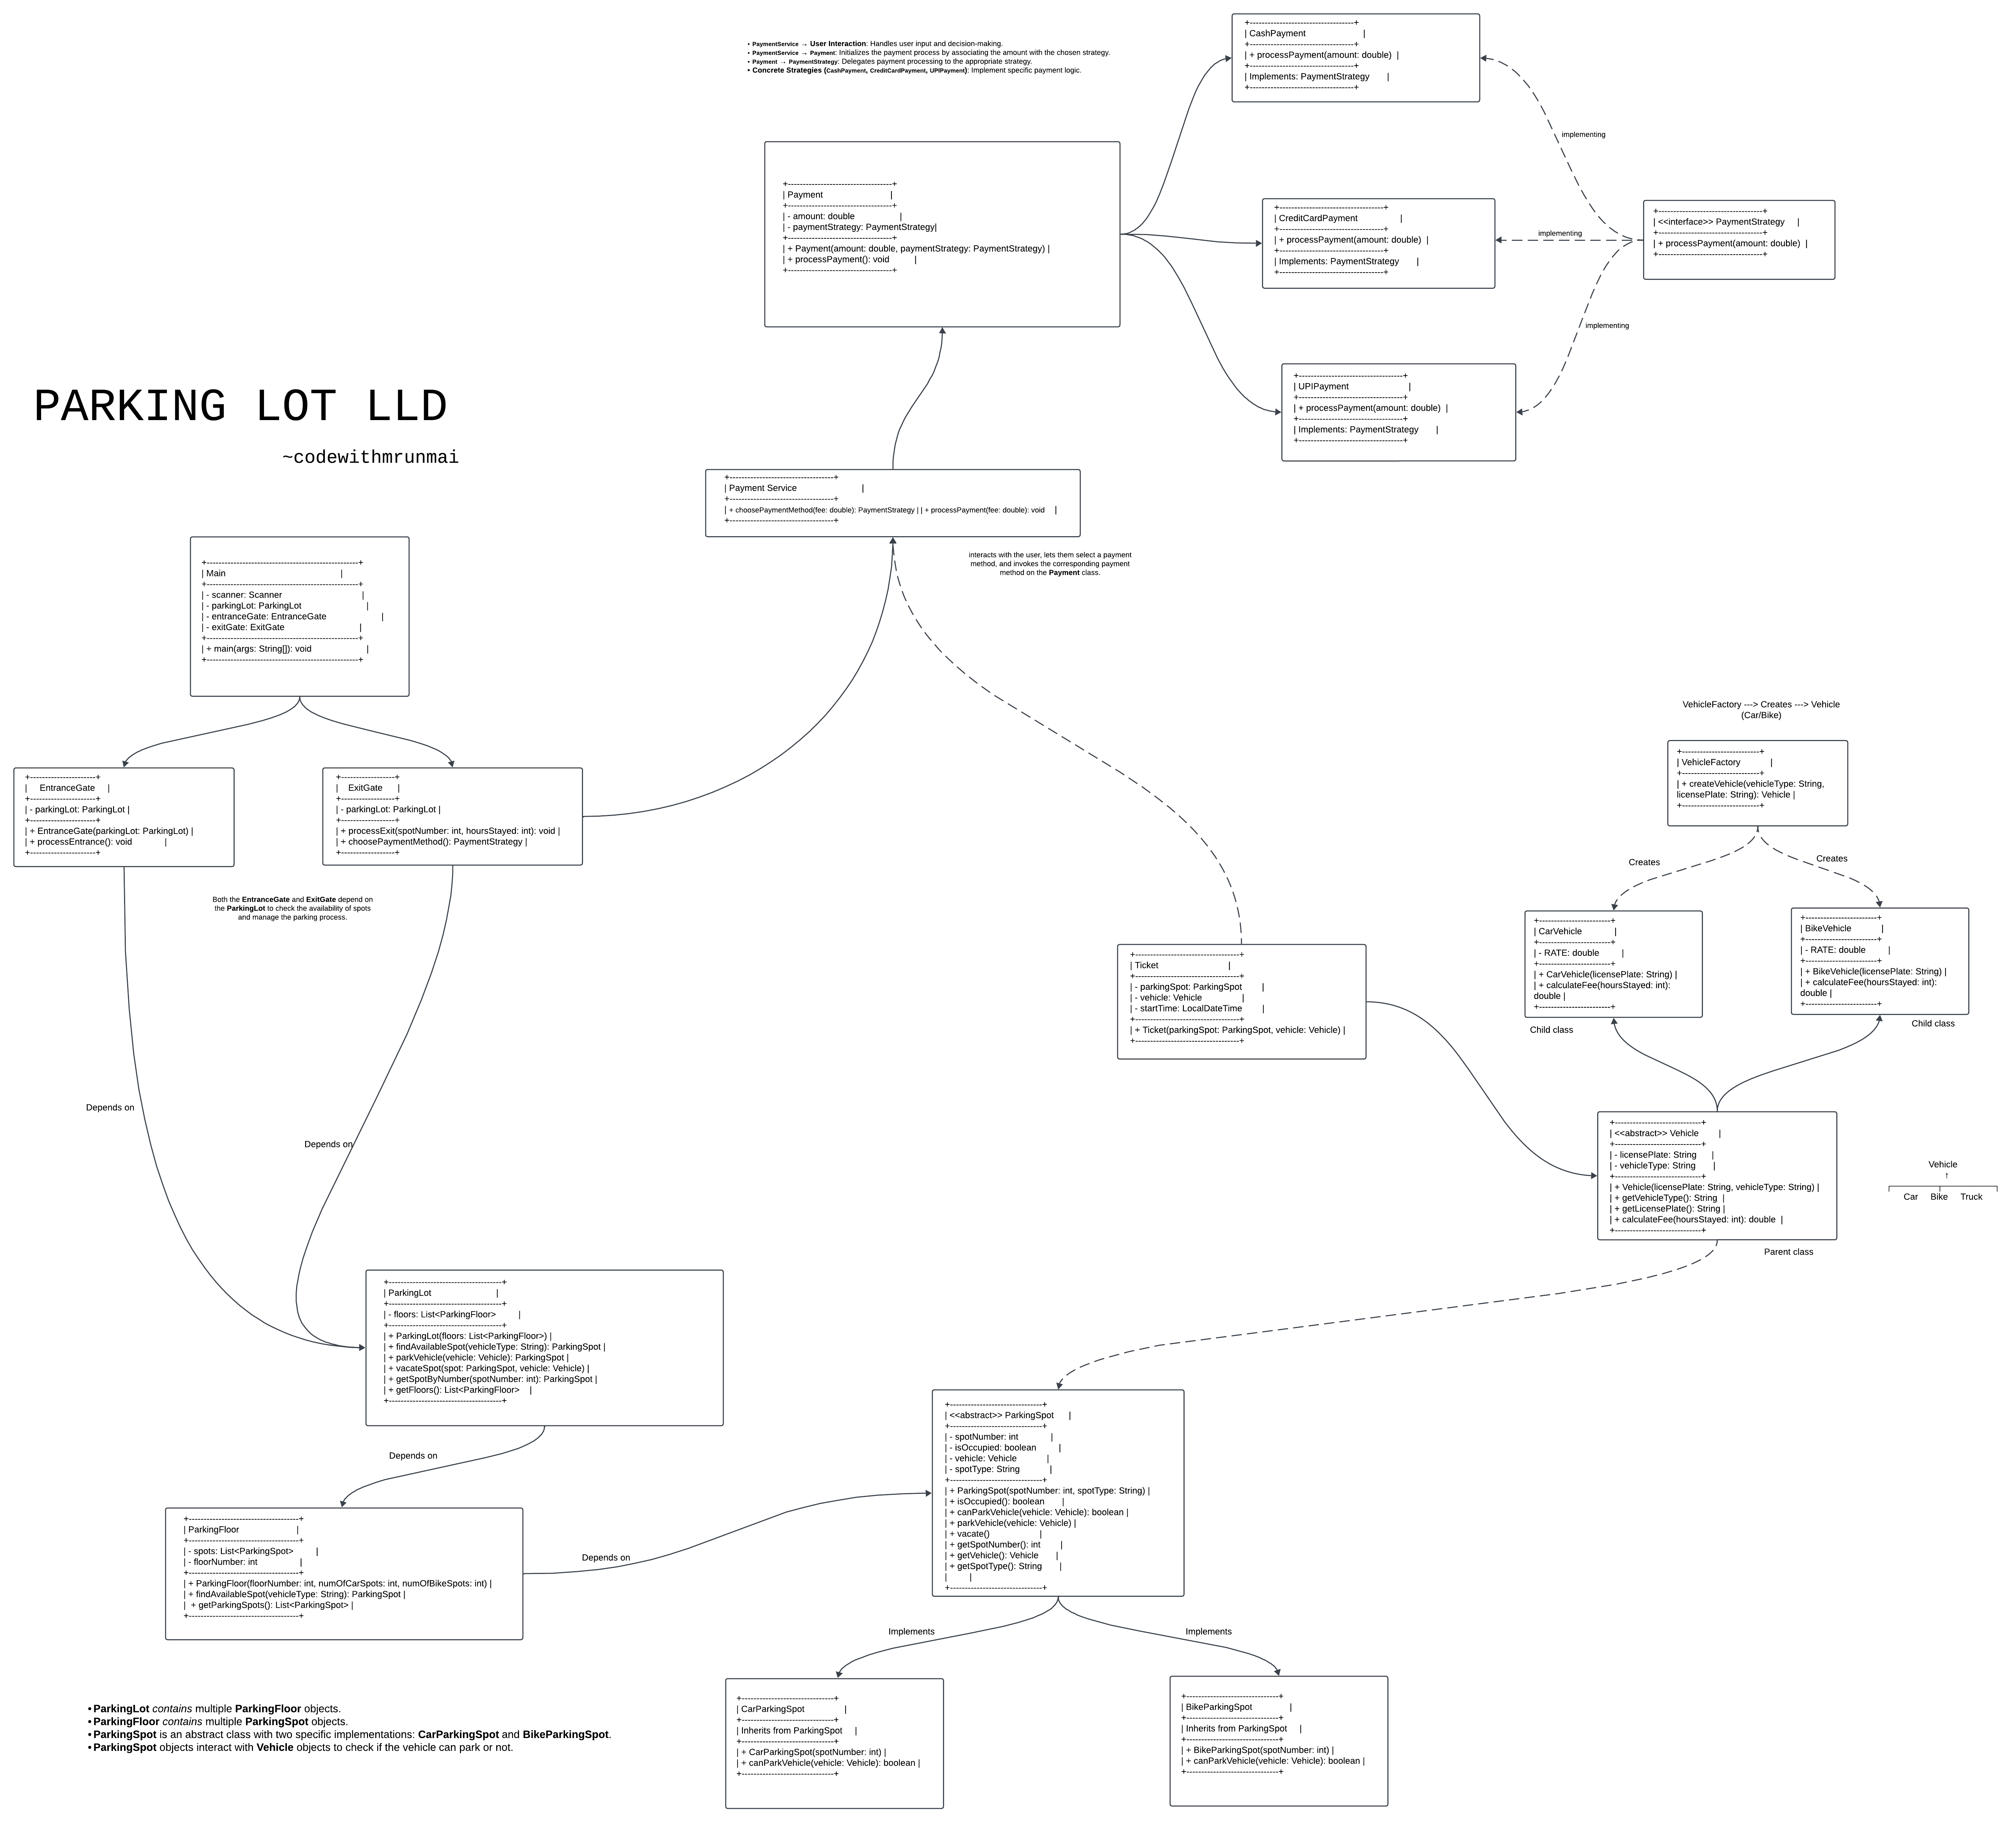 • PaymentService → User Interaction: Handles user input and decision-making.
• PaymentService → Payment: Initializes the payment process by associating the amount with the chosen strategy.
• Payment → PaymentStrategy: Delegates payment processing to the appropriate strategy.
• Concrete Strategies (CashPayment, CreditCardPayment, UPIPayment): Implement specific payment logic.
+-----------------------------------+
| CashPayment |
+-----------------------------------+
| + processPayment(amount: double) |
+-----------------------------------+
| Implements: PaymentStrategy |
+-----------------------------------+
implementing
+-----------------------------------+
| Payment |
+-----------------------------------+
| - amount: double |
| - paymentStrategy: PaymentStrategy|
+-----------------------------------+
| + Payment(amount: double, paymentStrategy: PaymentStrategy) |
| + processPayment(): void |
+-----------------------------------+
+-----------------------------------+
| CreditCardPayment |
+-----------------------------------+
| + processPayment(amount: double) |
+-----------------------------------+
| Implements: PaymentStrategy |
+-----------------------------------+
implementing
+-----------------------------------+
| <<interface>> PaymentStrategy |
+-----------------------------------+
| + processPayment(amount: double) |
+-----------------------------------+
implementing
+-----------------------------------+
| UPIPayment |
+-----------------------------------+
| + processPayment(amount: double) |
+-----------------------------------+
| Implements: PaymentStrategy |
+-----------------------------------+
PARKING LOT LLD
~codewithmrunmai
+-----------------------------------+
| Payment Service |
+-----------------------------------+
| + choosePaymentMethod(fee: double): PaymentStrategy | | + processPayment(fee: double): void |
+-----------------------------------+
interacts with the user, lets them select a payment
method, and invokes the corresponding payment
method on the Payment class.
+---------------------------------------------------+
| Main |
+---------------------------------------------------+
| - scanner: Scanner |
| - parkingLot: ParkingLot |
| - entranceGate: EntranceGate |
| - exitGate: ExitGate |
+---------------------------------------------------+
| + main(args: String[]): void |
+---------------------------------------------------+
+----------------------+
| EntranceGate |
+----------------------+
| - parkingLot: ParkingLot |
+----------------------+
| + EntranceGate(parkingLot: ParkingLot) |
| + processEntrance(): void |
+----------------------+
+------------------+
| ExitGate |
+------------------+
| - parkingLot: ParkingLot |
+------------------+
| + processExit(spotNumber: int, hoursStayed: int): void |
| + choosePaymentMethod(): PaymentStrategy |
+------------------+
Both the EntranceGate and ExitGate depend on
the ParkingLot to check the availability of spots
and manage the parking process.
VehicleFactory ---> Creates ---> Vehicle
(Car/Bike)
+--------------------------+
| VehicleFactory |
+--------------------------+
| + createVehicle(vehicleType: String,
licensePlate: String): Vehicle |
+--------------------------+
Creates
Creates
+------------------------+
| CarVehicle |
+------------------------+
| - RATE: double |
+------------------------+
| + CarVehicle(licensePlate: String) |
| + calculateFee(hoursStayed: int):
double |
+------------------------+
Child class
+------------------------+
| BikeVehicle |
+------------------------+
| - RATE: double |
+------------------------+
| + BikeVehicle(licensePlate: String) |
| + calculateFee(hoursStayed: int):
double |
+------------------------+
Child class
+------------------------------------+
| Ticket |
+------------------------------------+
| - parkingSpot: ParkingSpot |
| - vehicle: Vehicle |
| - startTime: LocalDateTime |
+------------------------------------+
| + Ticket(parkingSpot: ParkingSpot, vehicle: Vehicle) |
+------------------------------------+
Depends on
Depends on
+-----------------------------+
| <<abstract>> Vehicle |
+-----------------------------+
| - licensePlate: String |
| - vehicleType: String |
+-----------------------------+
| + Vehicle(licensePlate: String, vehicleType: String) |
| + getVehicleType(): String |
| + getLicensePlate(): String |
| + calculateFee(hoursStayed: int): double |
+-----------------------------+
Parent class
Vehicle
↑
Car Bike Truck
+--------------------------------------+
| ParkingLot |
+--------------------------------------+
| - floors: List<ParkingFloor> |
+--------------------------------------+
| + ParkingLot(floors: List<ParkingFloor>) |
| + findAvailableSpot(vehicleType: String): ParkingSpot |
| + parkVehicle(vehicle: Vehicle): ParkingSpot |
| + vacateSpot(spot: ParkingSpot, vehicle: Vehicle) |
| + getSpotByNumber(spotNumber: int): ParkingSpot |
| + getFloors(): List<ParkingFloor> |
+--------------------------------------+
Depends on
+-------------------------------------+
| ParkingFloor |
+-------------------------------------+
| - spots: List<ParkingSpot> |
| - floorNumber: int |
+-------------------------------------+
| + ParkingFloor(floorNumber: int, numOfCarSpots: int, numOfBikeSpots: int) |
| + findAvailableSpot(vehicleType: String): ParkingSpot |
| + getParkingSpots(): List<ParkingSpot> |
+-------------------------------------+
Depends on
+-------------------------------+
| <<abstract>> ParkingSpot |
+-------------------------------+
| - spotNumber: int |
| - isOccupied: boolean |
| - vehicle: Vehicle |
| - spotType: String |
+-------------------------------+
| + ParkingSpot(spotNumber: int, spotType: String) |
| + isOccupied(): boolean |
| + canParkVehicle(vehicle: Vehicle): boolean |
| + parkVehicle(vehicle: Vehicle) |
| + vacate() |
| + getSpotNumber(): int |
| + getVehicle(): Vehicle |
| + getSpotType(): String |
| |
+-------------------------------+
Implements
Implements
+-------------------------------+
| CarParkingSpot |
+-------------------------------+
| Inherits from ParkingSpot |
+-------------------------------+
| + CarParkingSpot(spotNumber: int) |
| + canParkVehicle(vehicle: Vehicle): boolean |
+-------------------------------+
+-------------------------------+
| BikeParkingSpot |
+-------------------------------+
| Inherits from ParkingSpot |
+-------------------------------+
| + BikeParkingSpot(spotNumber: int) |
| + canParkVehicle(vehicle: Vehicle): boolean |
+-------------------------------+
• ParkingLot contains multiple ParkingFloor objects.
• ParkingFloor contains multiple ParkingSpot objects.
• ParkingSpot is an abstract class with two specific implementations: CarParkingSpot and BikeParkingSpot.
• ParkingSpot objects interact with Vehicle objects to check if the vehicle can park or not.